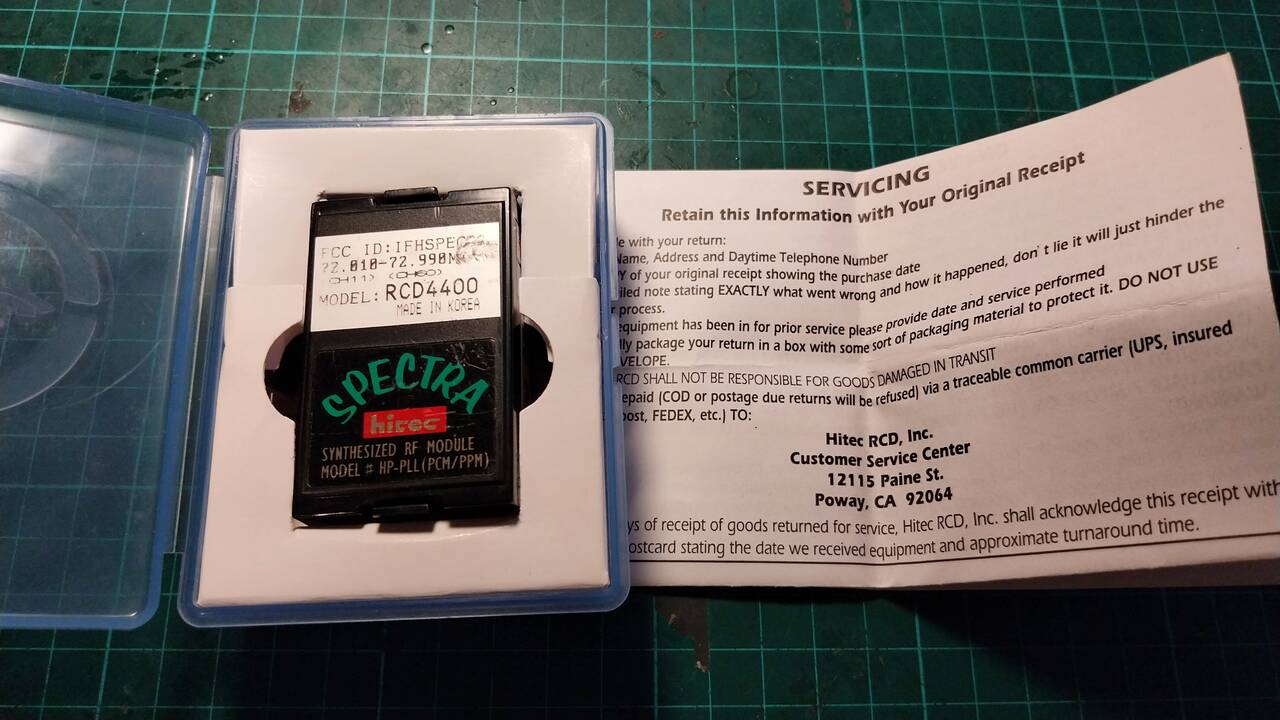 FCC ID:IFHSPEC
72.010-72.990M
(CH11) (CH60)
MODEL: RCD4400
MADE IN KOREA
SPECTRA
hitec
SYNTHESIZED RF MODULE
MODEL # HP-PLL(PCM/PPM)
SERVICING
Retain this Information with Your Original Receipt
with your return:
Name, Address and Daytime Telephone Number
of your original receipt showing the purchase date
note stating EXACTLY what went wrong and how it happened, don't lie it will just hinder the
process.
equipment has been in for prior service please provide date and service performed
package your return in a box with some sort of packaging material to protect it. DO NOT USE
RCD SHALL NOT BE RESPONSIBLE FOR GOODS DAMAGED IN TRANSIT
(COD or postage due returns will be refused) via a traceable common carrier (UPS, insured
FEDEX, etc.) TO:
Hitec RCD, Inc.
Customer Service Center
12115 Paine St.
Poway, CA 92064
of receipt of goods returned for service, Hitec RCD, Inc. shall acknowledge this receipt with
stating the date we received equipment and approximate turnaround time.